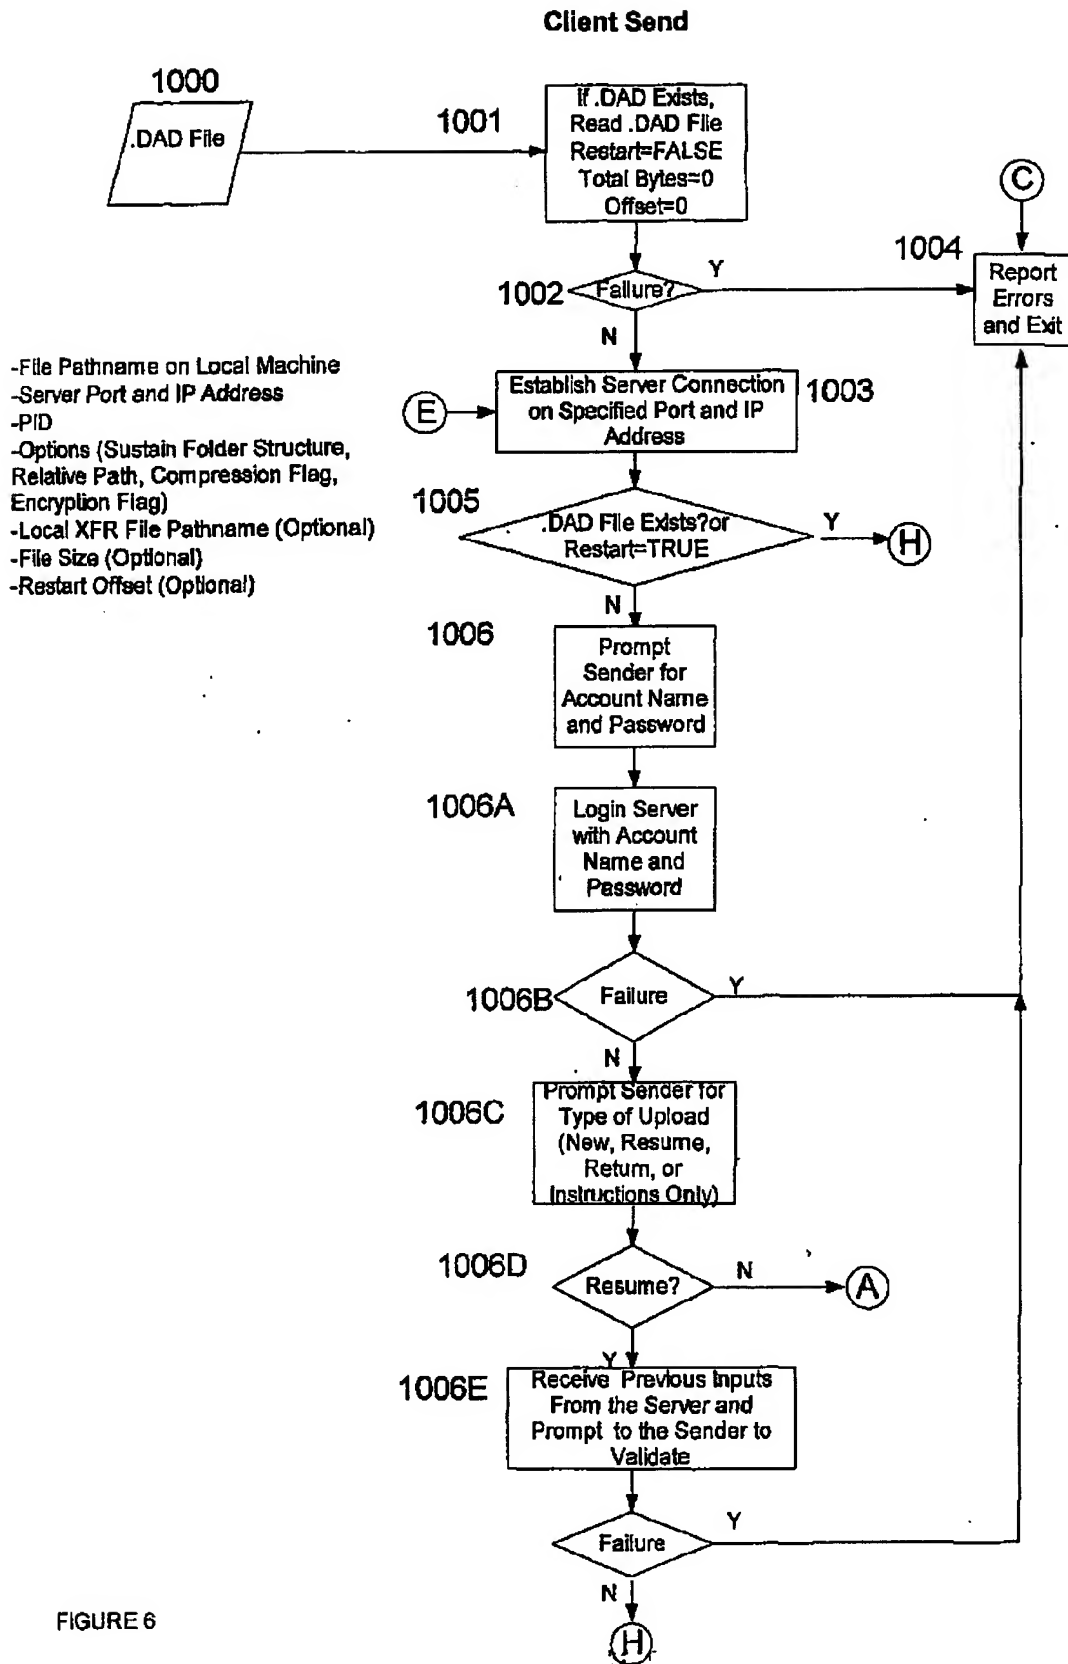 Client Send
1000
.DAD File
1001
If .DAD Exists,
Read .DAD File
Restart=FALSE
Total Bytes=0
Offset=0
C
1004
Report
Errors
and Exit
1002
Failure?
Y
N
-File Pathname on Local Machine
-Server Port and IP Address
-PID
-Options (Sustain Folder Structure,
Relative Path, Compression Flag,
Encryption Flag)
-Local XFR File Pathname (Optional)
-File Size (Optional)
-Restart Offset (Optional)
E
Establish Server Connection
on Specified Port and IP
Address
1003
1005
.DAD File Exists?or
Restart=TRUE
Y
H
N
1006
Prompt
Sender for
Account Name
and Password
1006A
Login Server
with Account
Name and
Password
1006B
Failure
Y
N
1006C
Prompt Sender for
Type of Upload
(New, Resume,
Return, or
Instructions Only)
1006D
Resume?
N
A
Y
1006E
Receive Previous Inputs
From the Server and
Prompt to the Sender to
Validate
Failure
Y
N
H
FIGURE 6